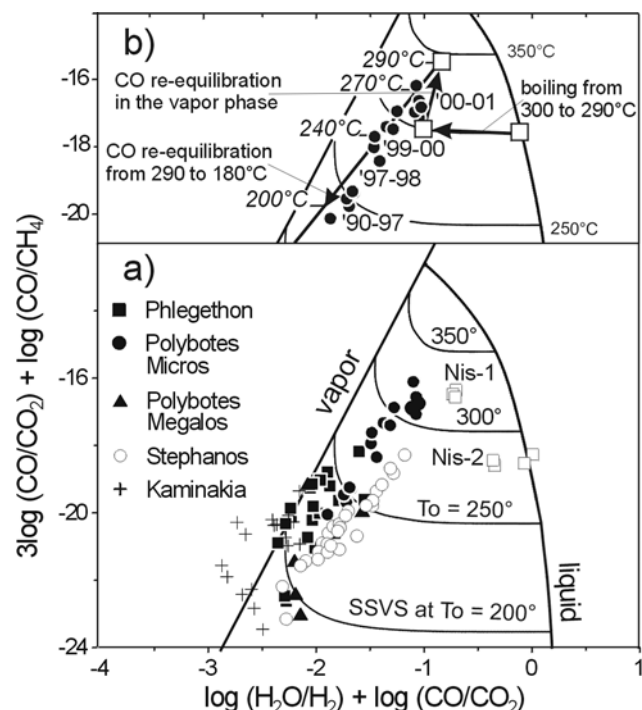 b)
350°C
290°C
-16
CO re-equilibration
in the vapor phase
270°C
'00-01
boiling from
300 to 290°C
240°C
-18
'99-00
CO re-equilibration
from 290 to 180°C
'97-98
200°C
-20
'90-97
250°C
3log (CO/CO₂) + log (CO/CH₄)
a)
Phlegethon
Polybotes
Micros
Polybotes
Megalos
Stephanos
Kaminakia
vapor
350°
Nis-1
-16
300°
Nis-2
To = 250°
-20
liquid
SSVS at To = 200°
-24
-4 -3 -2 -1 0 1
log (H₂O/H₂) + log (CO/CO₂)